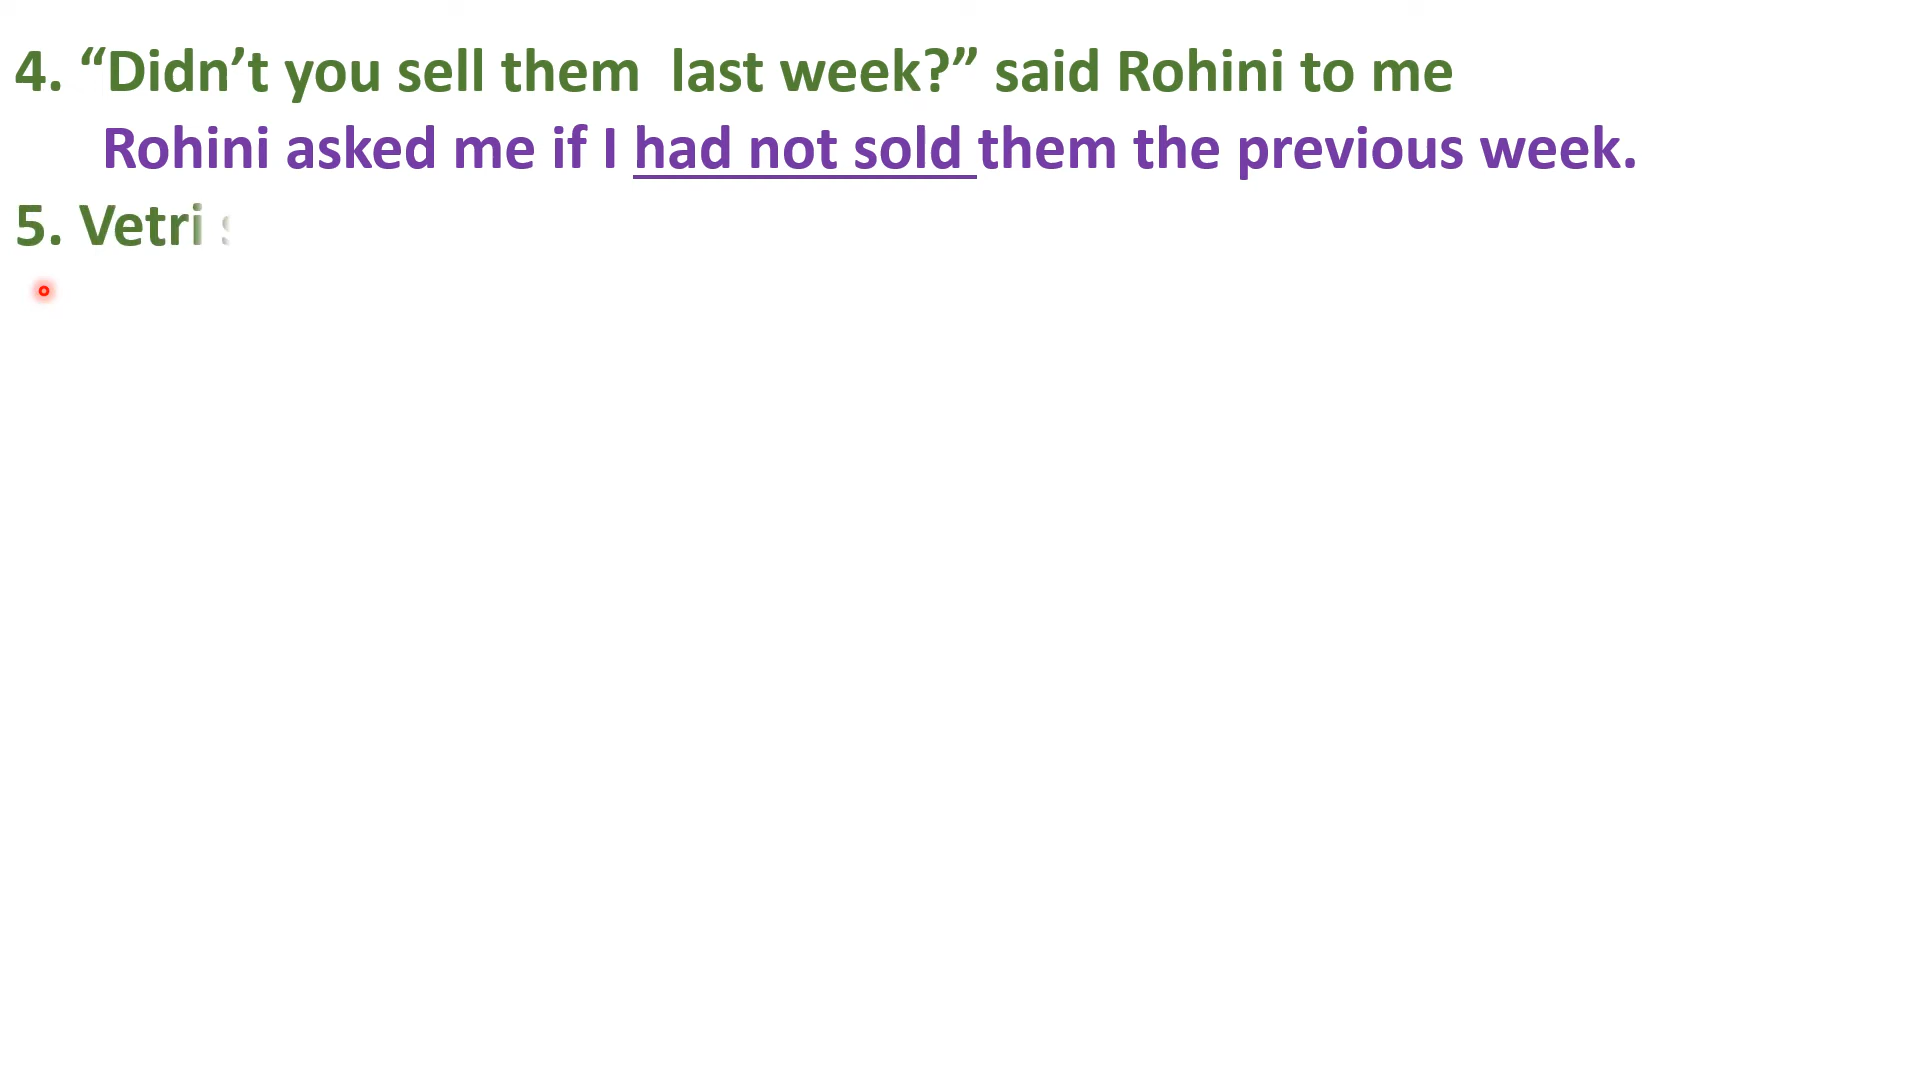 4. “Didn’t you sell them last week?” said Rohini to me
Rohini asked me if I had not sold them the previous week.
5. Vetri